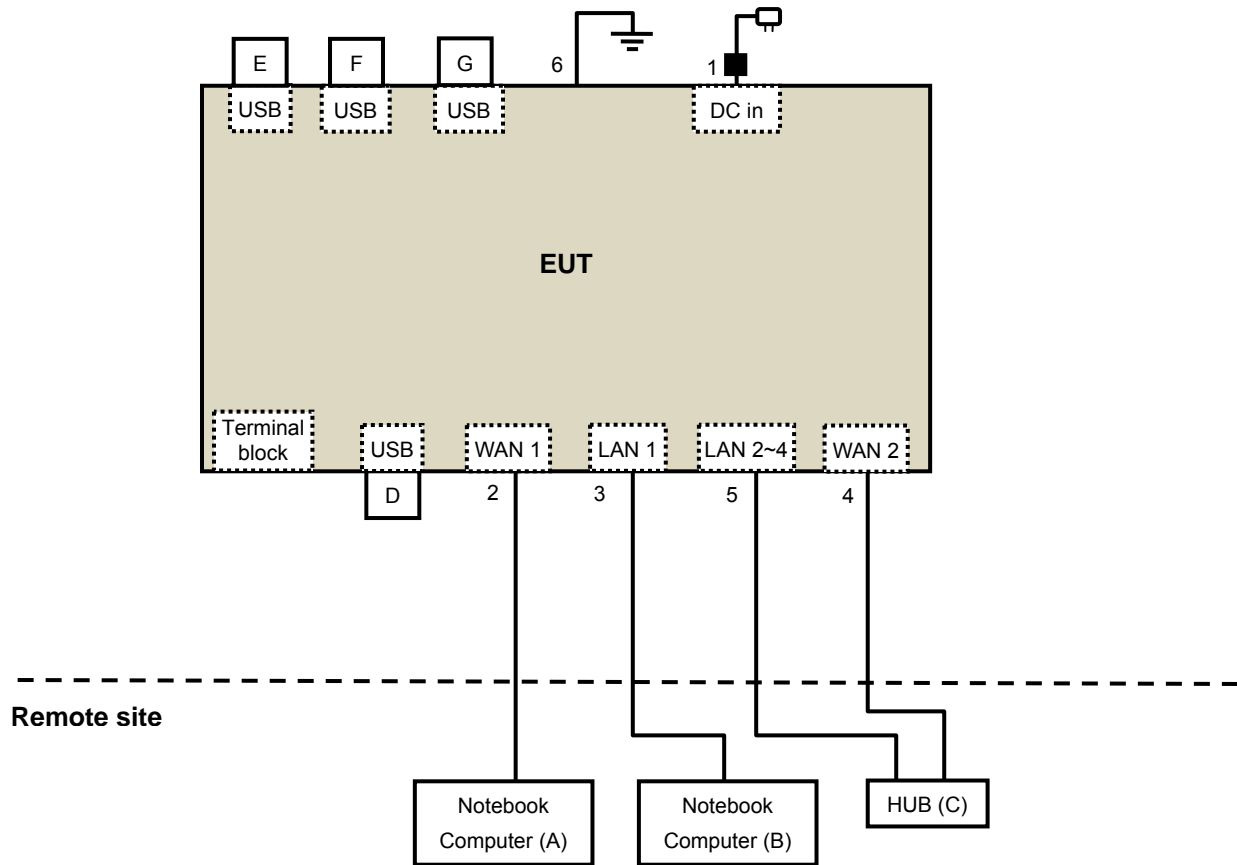 E
F
G
6
1
USB
USB
USB
DC in
EUT
Terminal
block
USB
WAN 1
LAN 1
LAN 2~4
WAN 2
D
2
3
5
4
Remote site
Notebook
Computer (A)
Notebook
Computer (B)
HUB (C)